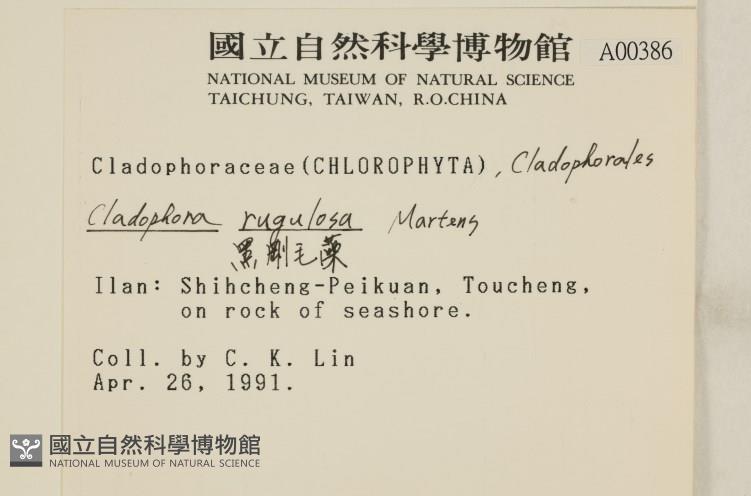 國立自然科學博物館 A00386
NATIONAL MUSEUM OF NATURAL SCIENCE
TAICHUNG, TAIWAN, R.O.CHINA
Cladophoraceae(CHLOROPHYTA), Cladophorales
Cladophora rugulosa Martens
黑剛毛藻
Ilan: Shihcheng-Peikuan, Toucheng,
on rock of seashore.
Coll. by C. K. Lin
Apr. 26, 1991.
國立自然科學博物館
NATIONAL MUSEUM OF NATURAL SCIENCE